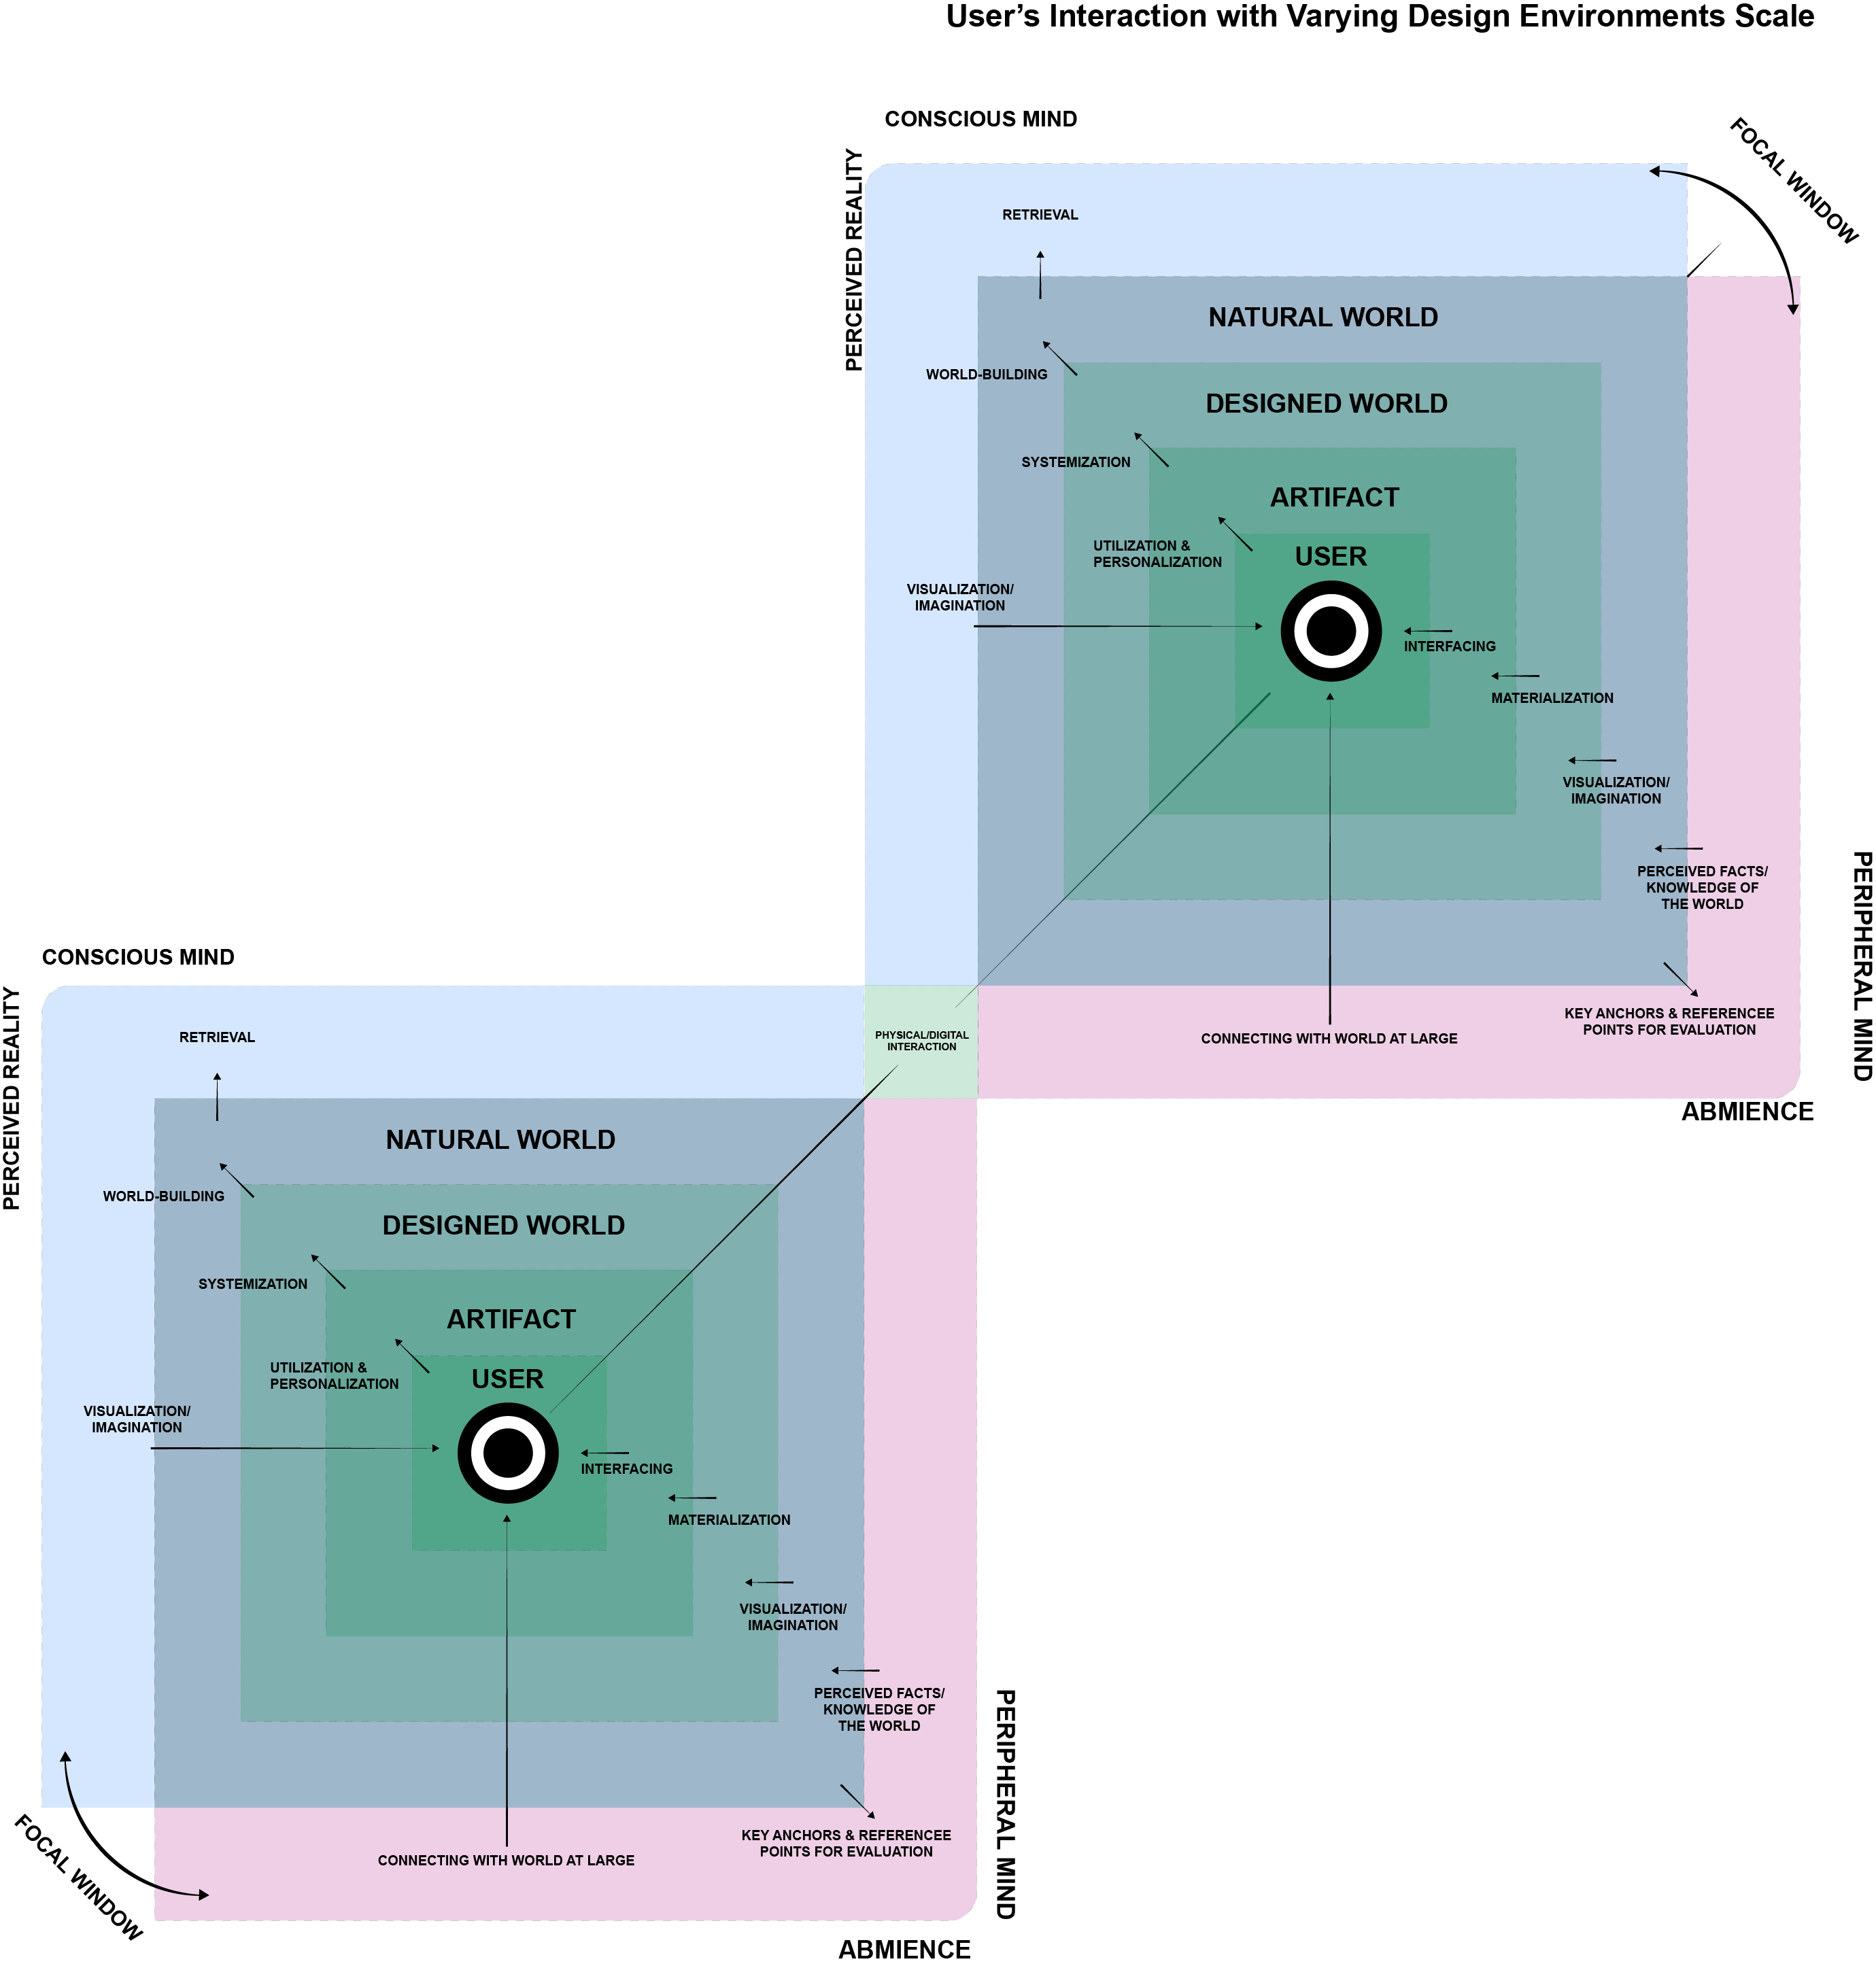 User's Interaction with Varying Design Environments Scale
CONSCIOUS MIND
FOCAL WINDOW
PERCEIVED REALITY
RETRIEVAL
NATURAL WORLD
WORLD-BUILDING
DESIGNED WORLD
SYSTEMIZATION
ARTIFACT
UTILIZATION &
PERSONALIZATION
USER
VISUALIZATION/
IMAGINATION
INTERFACING
MATERIALIZATION
VISUALIZATION/
IMAGINATION
PERCEIVED FACTS/
KNOWLEDGE OF
THE WORLD
PERIPHERAL MIND
KEY ANCHORS & REFERENCEE
POINTS FOR EVALUATION
CONNECTING WITH WORLD AT LARGE
ABMIENCE
PHYSICAL/DIGITAL
INTERACTION
CONSCIOUS MIND
PERCEIVED REALITY
RETRIEVAL
NATURAL WORLD
WORLD-BUILDING
DESIGNED WORLD
SYSTEMIZATION
ARTIFACT
UTILIZATION &
PERSONALIZATION
USER
VISUALIZATION/
IMAGINATION
INTERFACING
MATERIALIZATION
VISUALIZATION/
IMAGINATION
PERCEIVED FACTS/
KNOWLEDGE OF
THE WORLD
PERIPHERAL MIND
KEY ANCHORS & REFERENCEE
POINTS FOR EVALUATION
CONNECTING WITH WORLD AT LARGE
FOCAL WINDOW
ABMIENCE